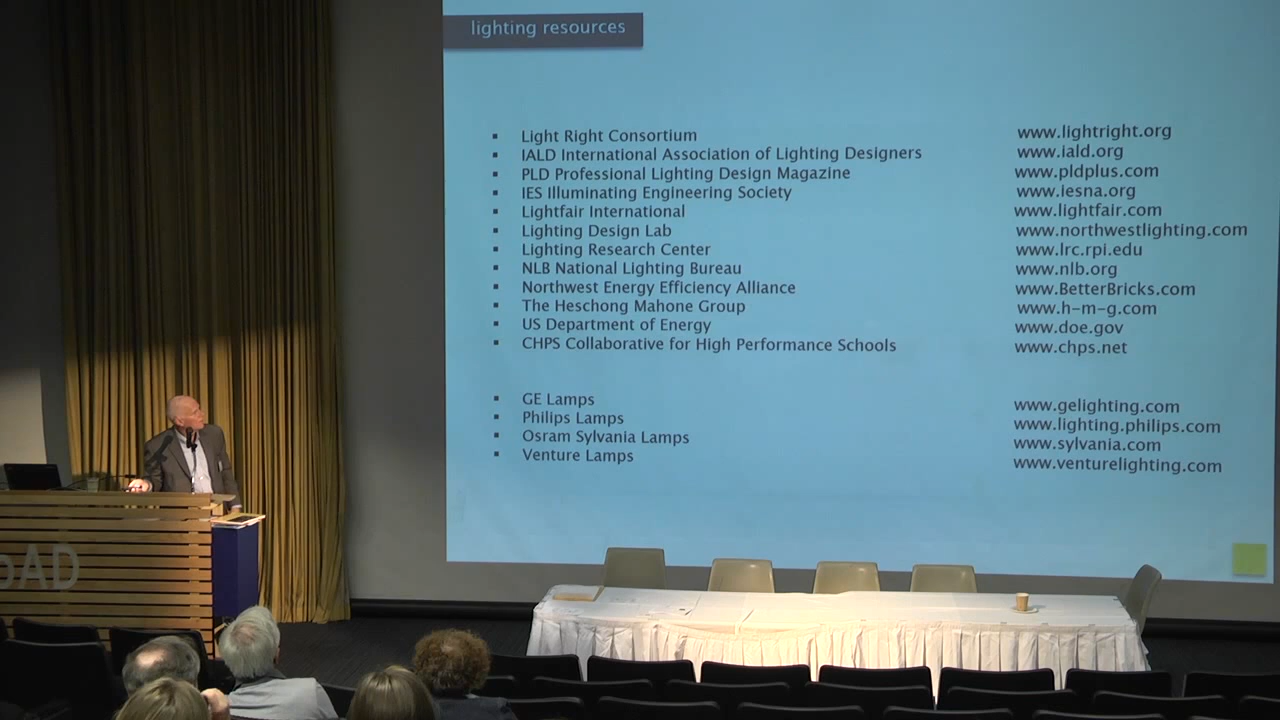 lighting resources
▪ Light Right Consortium www.lightright.org
▪ IALD International Association of Lighting Designers www.iald.org
▪ PLD Professional Lighting Design Magazine www.pldplus.com
▪ IES Illuminating Engineering Society www.iesna.org
▪ Lightfair International www.lightfair.com
▪ Lighting Design Lab www.northwestlighting.com
▪ Lighting Research Center www.lrc.rpi.edu
▪ NLB National Lighting Bureau www.nlb.org
▪ Northwest Energy Efficiency Alliance www.BetterBricks.com
▪ The Heschong Mahone Group www.h-m-g.com
▪ US Department of Energy www.doe.gov
▪ CHPS Collaborative for High Performance Schools www.chps.net
▪ GE Lamps www.gelighting.com
▪ Philips Lamps www.lighting.philips.com
▪ Osram Sylvania Lamps www.sylvania.com
▪ Venture Lamps www.venturelighting.com